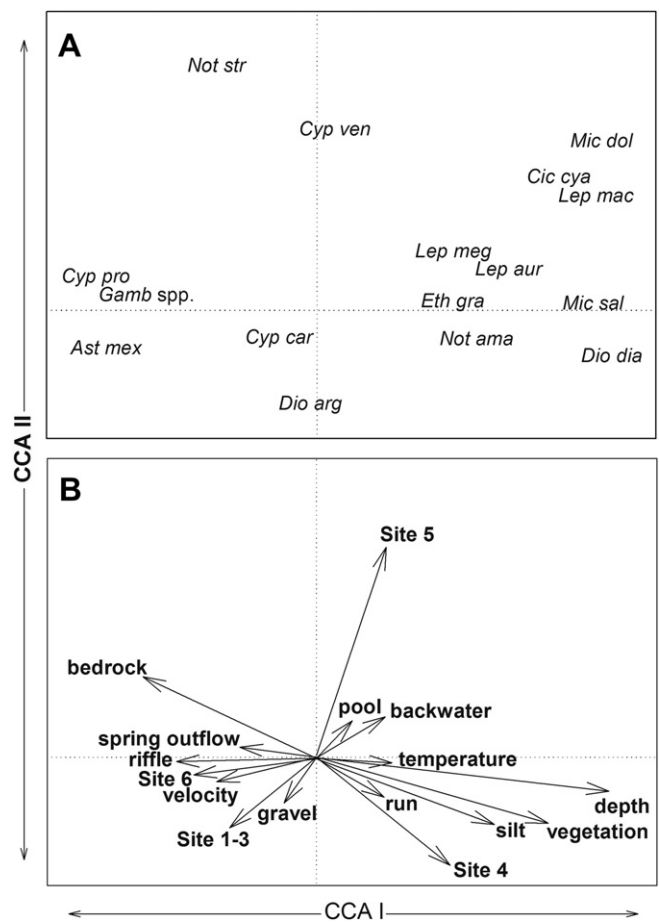 A
Not str
Cyp ven
Mic dol
Cic cya
Lep mac
Lep meg
Lep aur
Cyp pro
Gamb spp.
Eth gra
Mic sal
Cyp car
Not ama
Ast mex
Dio dia
Dio arg
CCA II
B
Site 5
bedrock
pool
backwater
spring outflow
riffle
temperature
Site 6
velocity
gravel
run
depth
Site 1-3
silt
vegetation
Site 4
CCA I